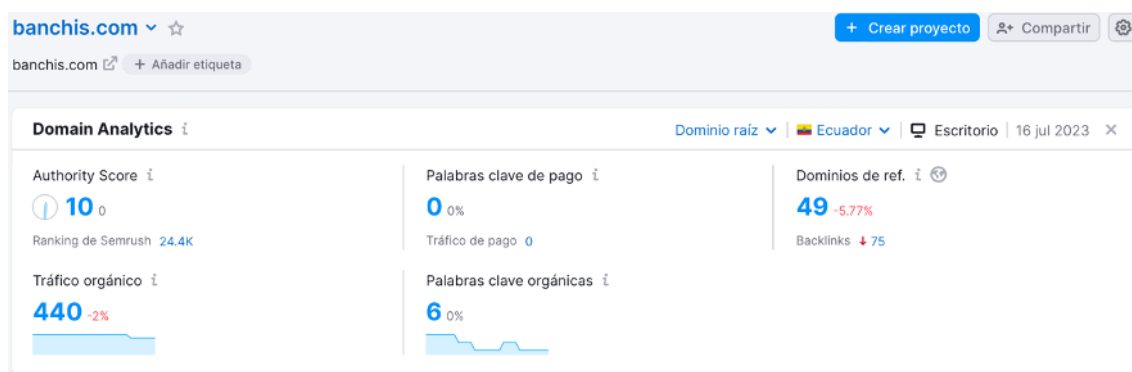 banchis.com
+ Crear proyecto
Compartir
banchis.com
+ Añadir etiqueta
Domain Analytics i
Dominio raíz
Ecuador
Escritorio
16 jul 2023 ×
Authority Score i
10 0
Ranking de Semrush 24.4K
Palabras clave de pago i
0 0%
Tráfico de pago 0
Dominios de ref. i
49 -5.77%
Backlinks ↓ 75
Tráfico orgánico i
440 -2%
Palabras clave orgánicas i
6 0%